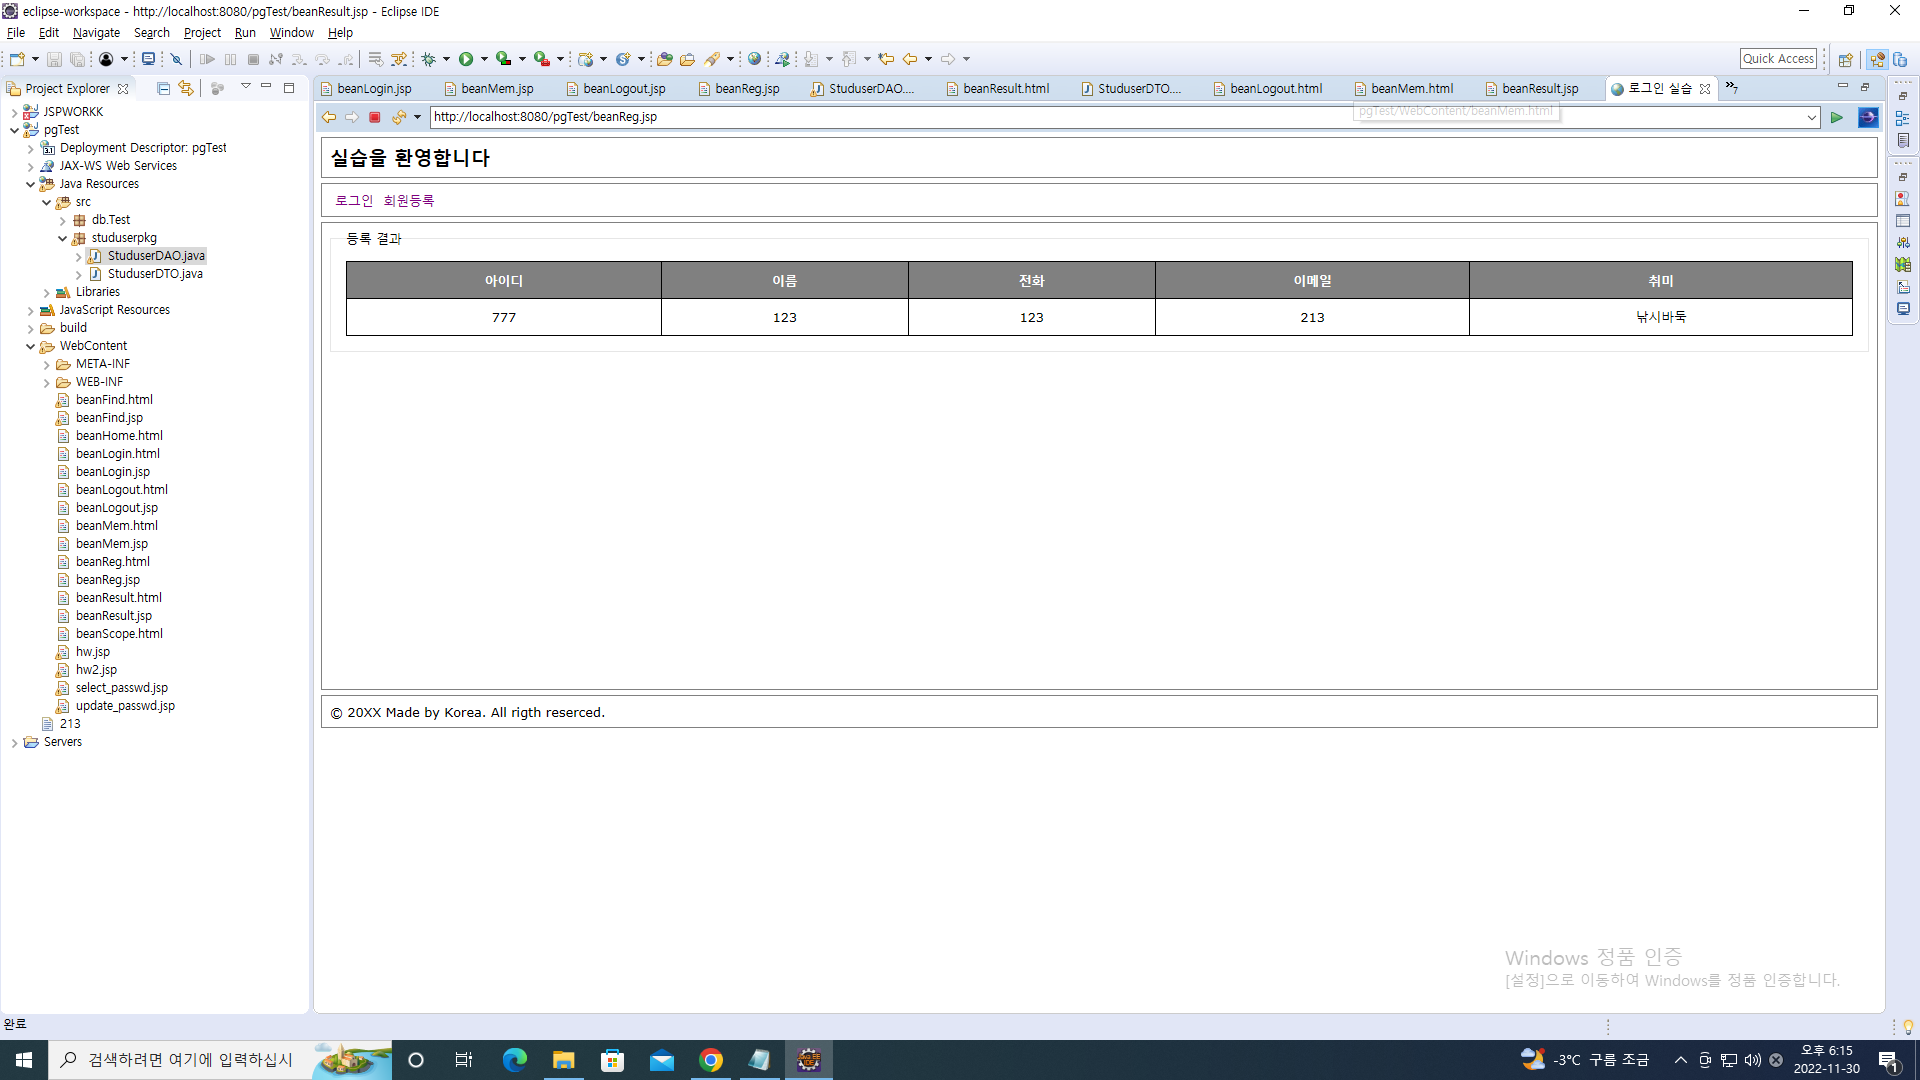 eclipse-workspace - http://localhost:8080/pgTest/beanResult.jsp - Eclipse IDE
File Edit Navigate Search Project Run Window Help
Quick Access
Project Explorer
beanLogin.jsp beanMem.jsp beanLogout.jsp beanReg.jsp StuduserDAO.... beanResult.html StuduserDTO.... beanLogout.html beanMem.html beanResult.jsp 로그인 실습 »7
http://localhost:8080/pgTest/beanReg.jsp
pgTest/WebContent/beanMem.html
JSPWORKK
pgTest
Deployment Descriptor: pgTest
JAX-WS Web Services
Java Resources
src
db.Test
studuserpkg
StuduserDAO.java
StuduserDTO.java
Libraries
JavaScript Resources
build
WebContent
META-INF
WEB-INF
beanFind.html
beanFind.jsp
beanHome.html
beanLogin.html
beanLogin.jsp
beanLogout.html
beanLogout.jsp
beanMem.html
beanMem.jsp
beanReg.html
beanReg.jsp
beanResult.html
beanResult.jsp
beanScope.html
hw.jsp
hw2.jsp
select_passwd.jsp
update_passwd.jsp
213
Servers
실습을 환영합니다
로그인 회원등록
등록 결과
아이디 이름 전화 이메일 취미
777 123 123 213 낚시바둑
© 20XX Made by Korea. All rigth reserced.
Windows 정품 인증
[설정]으로 이동하여 Windows를 정품 인증합니다.
완료
검색하려면 여기에 입력하십시
-3°C 구름 조금
오후 6:15
2022-11-30
1